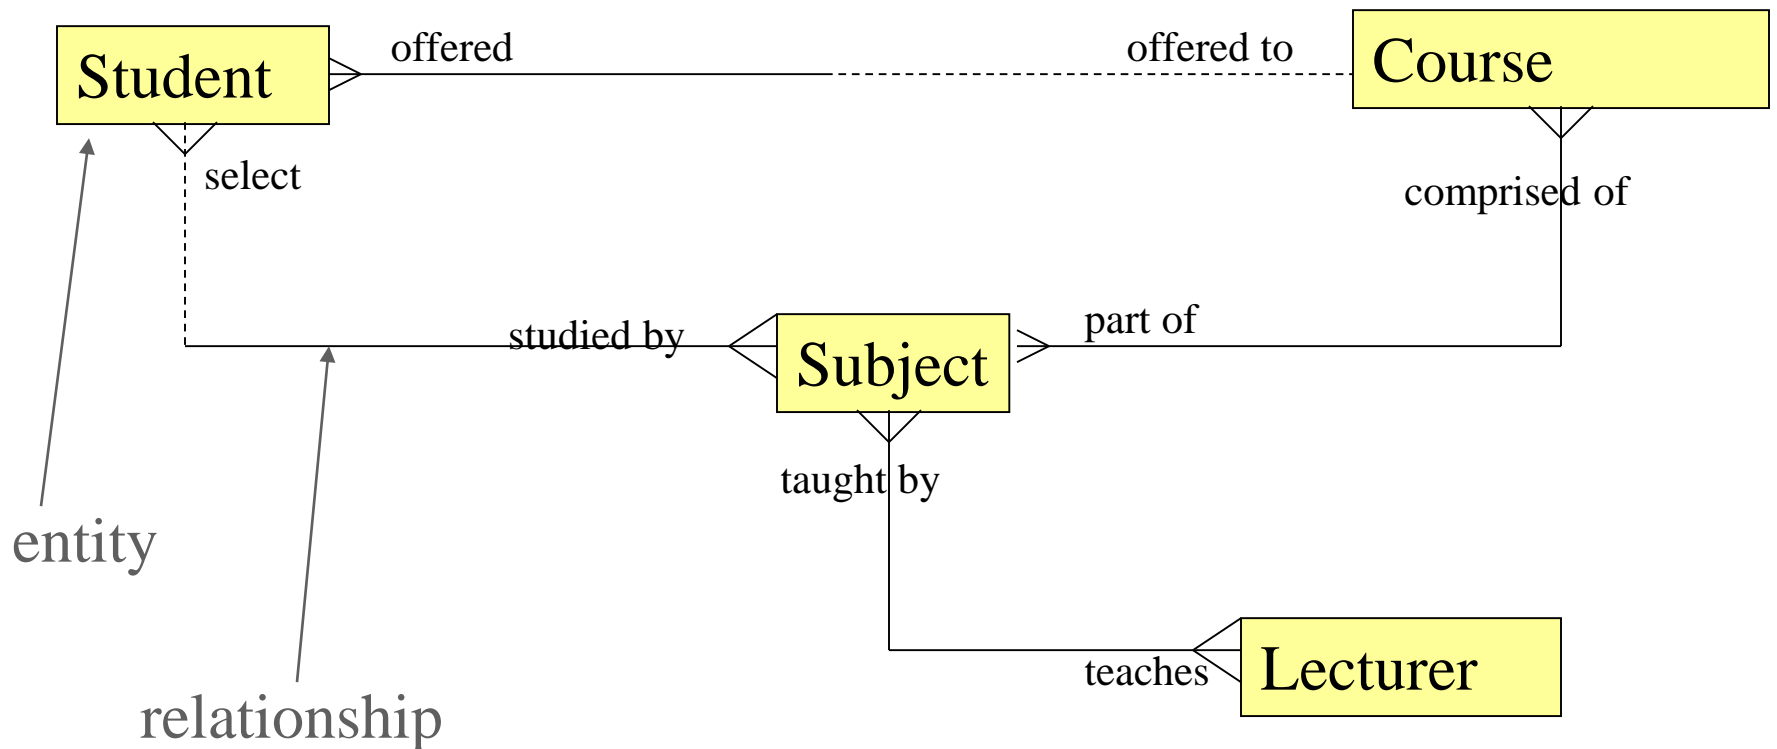 Student
offered
offered to
Course
select
comprised of
studied by
Subject
part of
taught by
entity
teaches
Lecturer
relationship